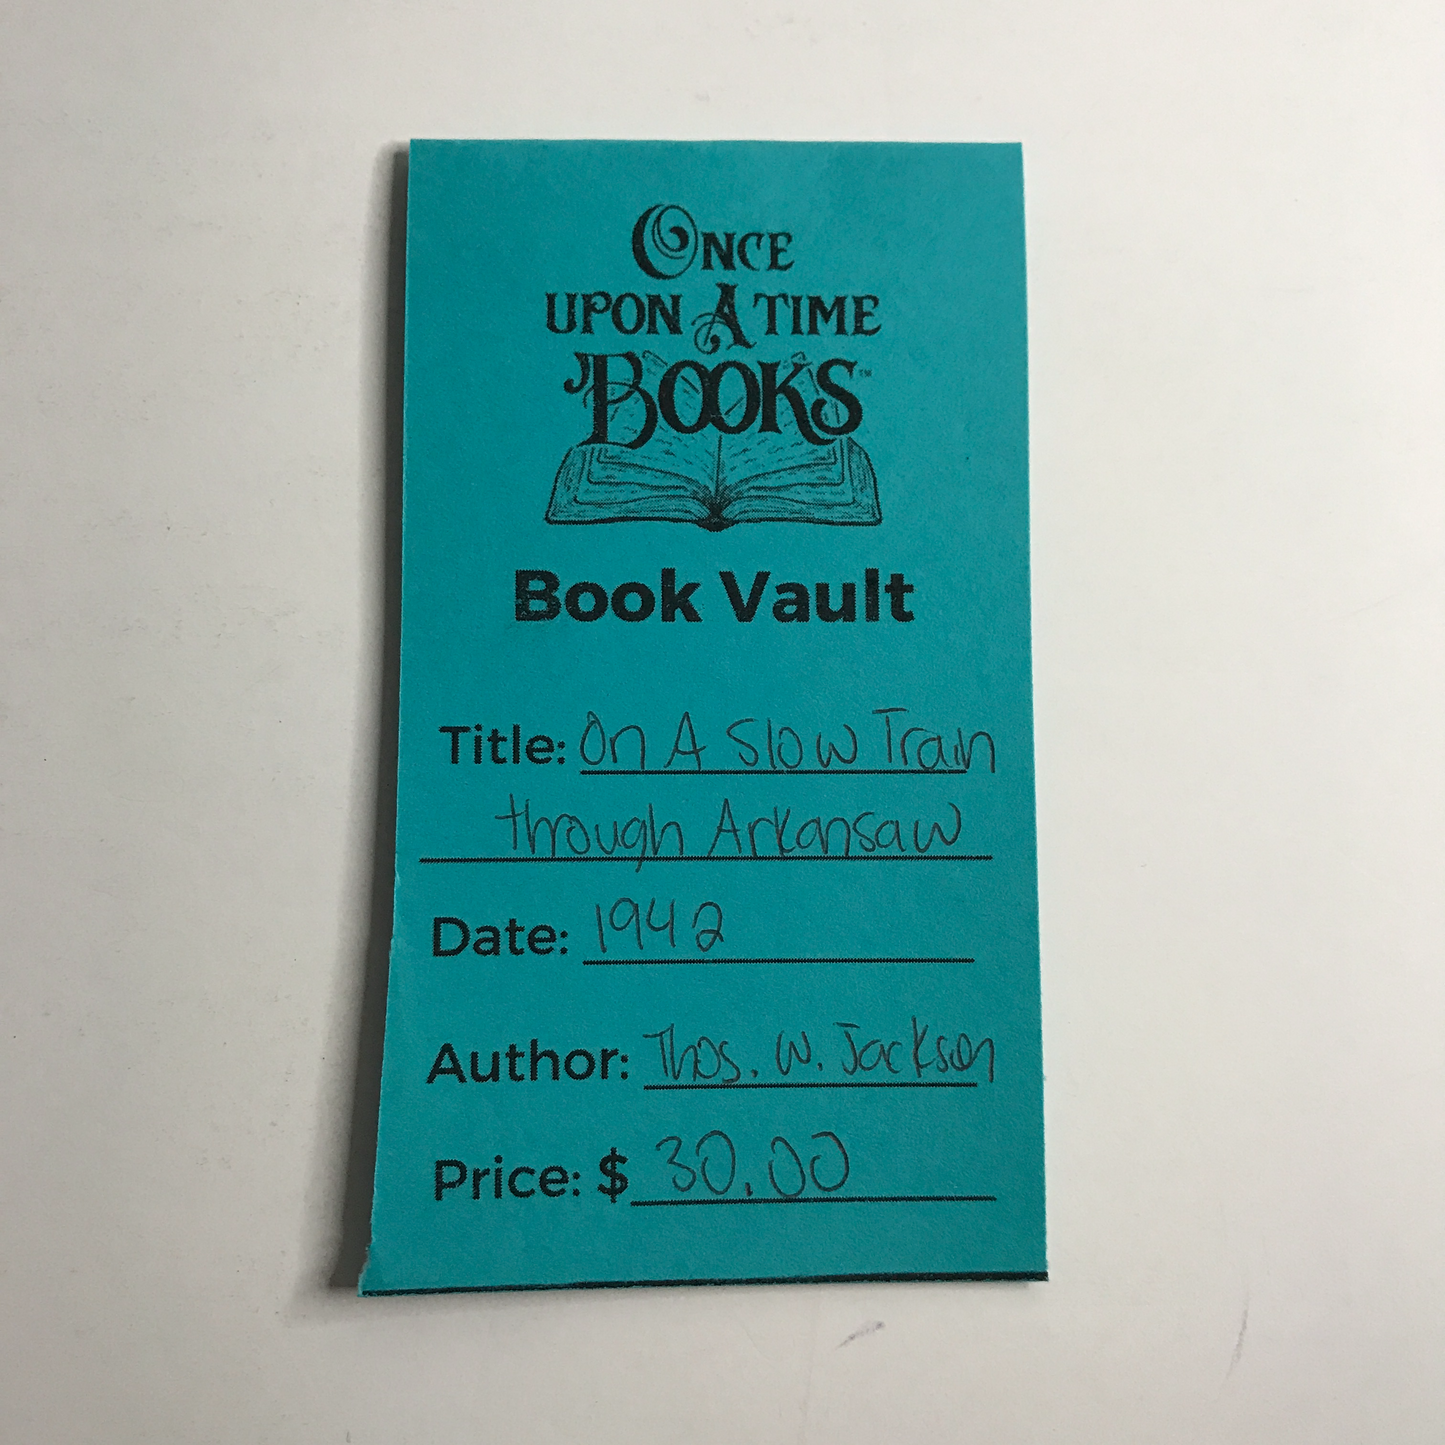 ONCE
UPON A TIME
BOOKS™
Book Vault
Title: On A Slow Train
through Arkansaw
Date: 1942
Author: Thos. W. Jackson
Price: $ 30.00